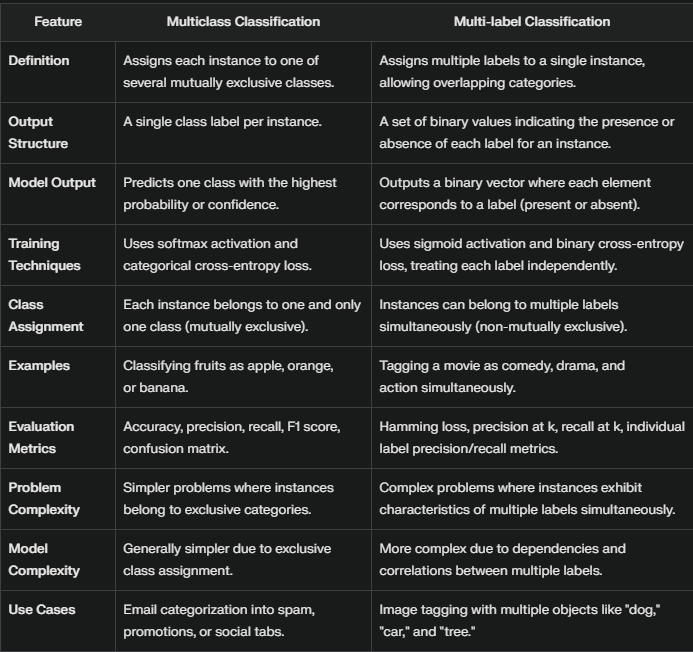 Feature Multiclass Classification Multi-label Classification
Definition Assigns each instance to one of Assigns multiple labels to a single instance,
several mutually exclusive classes. allowing overlapping categories.
Output A single class label per instance. A set of binary values indicating the presence or
Structure absence of each label for an instance.
Model Output Predicts one class with the highest Outputs a binary vector where each element
probability or confidence. corresponds to a label (present or absent).
Training Uses softmax activation and Uses sigmoid activation and binary cross-entropy
Techniques categorical cross-entropy loss. loss, treating each label independently.
Class Each instance belongs to one and only Instances can belong to multiple labels
Assignment one class (mutually exclusive). simultaneously (non-mutually exclusive).
Examples Classifying fruits as apple, orange, Tagging a movie as comedy, drama, and
or banana. action simultaneously.
Evaluation Accuracy, precision, recall, F1 score, Hamming loss, precision at k, recall at k, individual
Metrics confusion matrix. label precision/recall metrics.
Problem Simpler problems where instances Complex problems where instances exhibit
Complexity belong to exclusive categories. characteristics of multiple labels simultaneously.
Model Generally simpler due to exclusive More complex due to dependencies and
Complexity class assignment. correlations between multiple labels.
Use Cases Email categorization into spam, Image tagging with multiple objects like "dog,"
promotions, or social tabs. "car," and "tree."